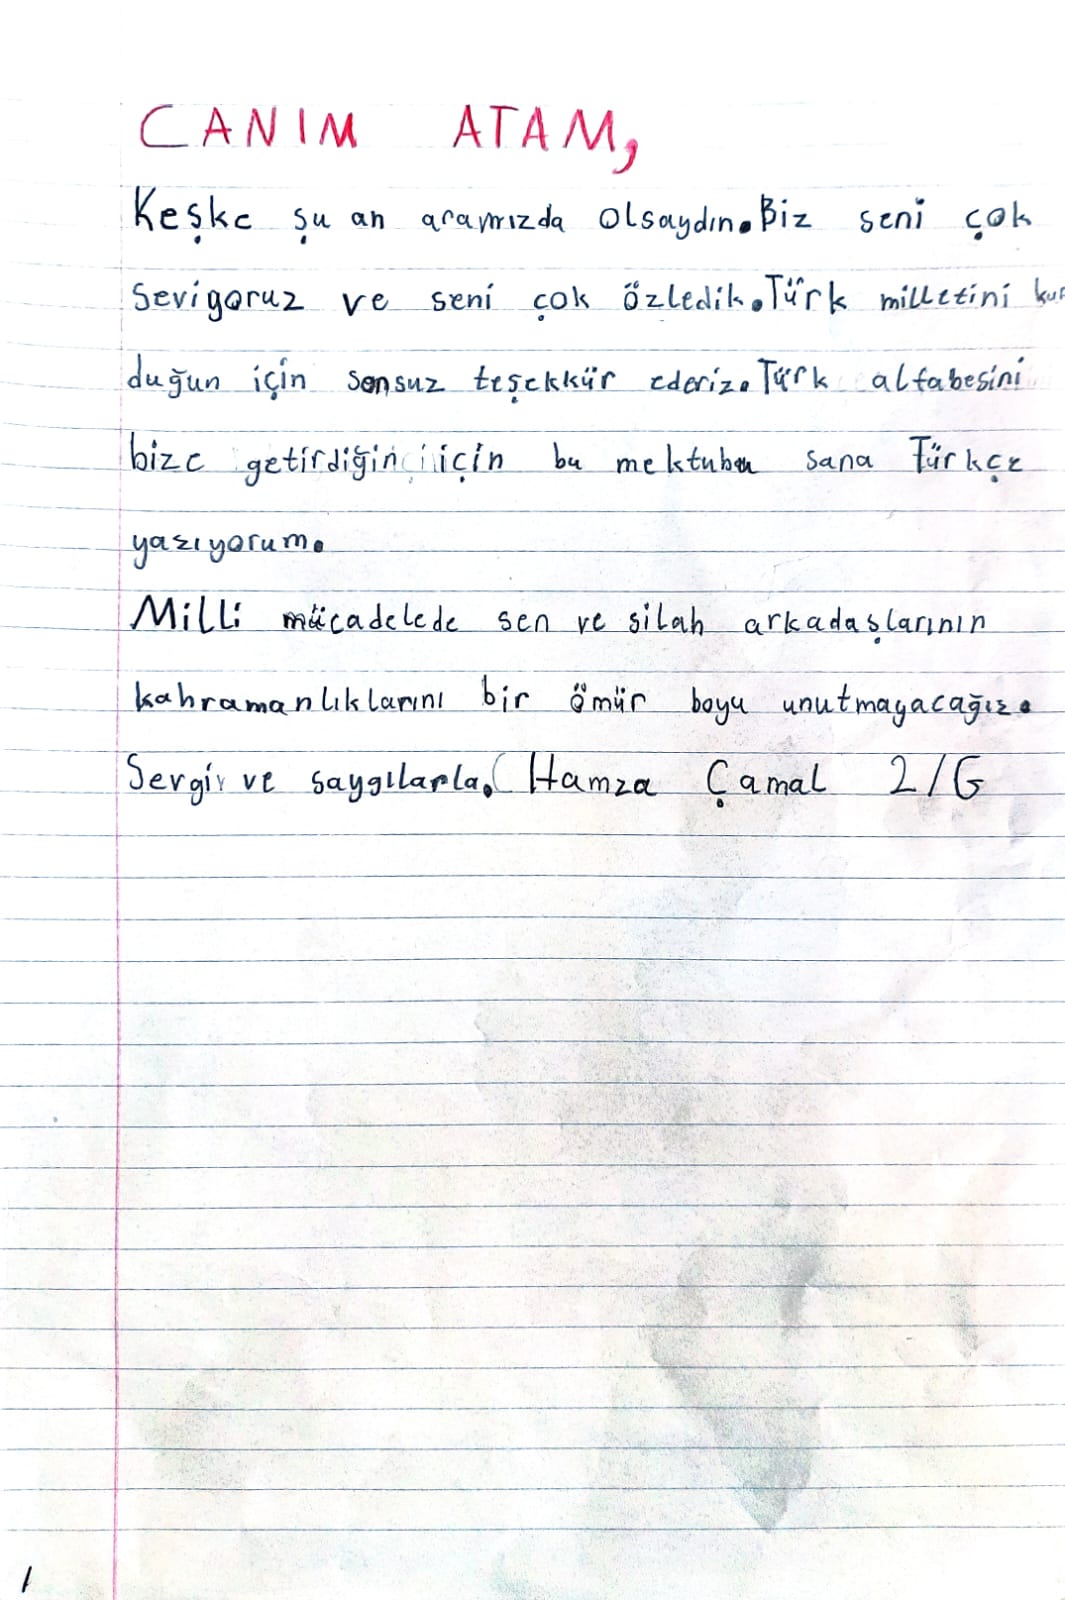 CANIM ATAM,
Keşke şu an aramızda olsaydın. Biz seni çok
seviyoruz ve seni çok özledik. Türk milletini kur
duğun için sonsuz teşekkür ederiz. Türk alfabesini
bize getirdiğin için bu mektubu sana Türkçe
yazıyorum.
Milli mücadelede sen ve silah arkadaşlarının
kahramanlıklarını bir ömür boyu unutmayacağız.
Sevgi ve saygılarla, Hamza Çamal 2/G